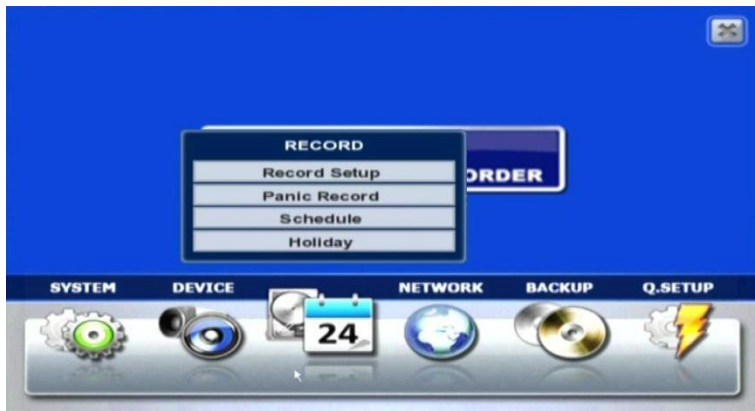 RECORD
Record Setup
ORDER
Panic Record
Schedule
Holiday
SYSTEM DEVICE NETWORK BACKUP Q.SETUP
24